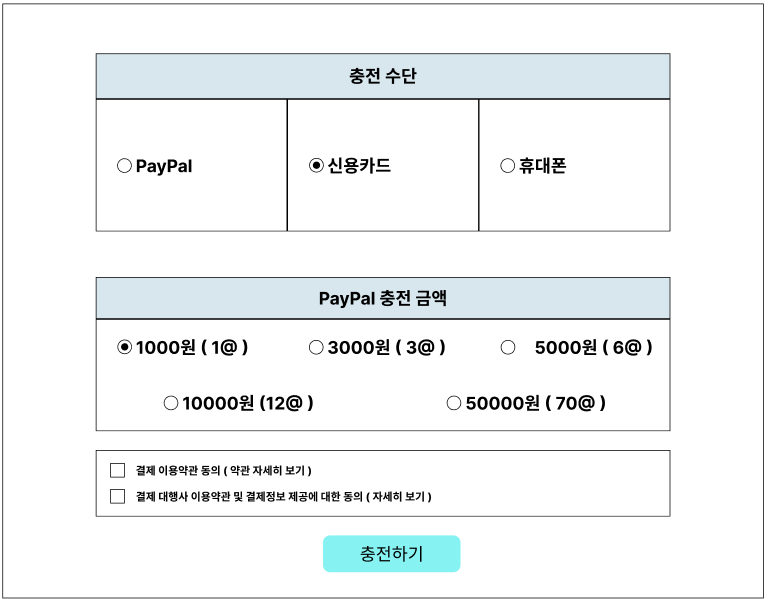 충전 수단
PayPal 신용카드 휴대폰
PayPal 충전 금액
1000원 ( 1@ ) 3000원 ( 3@ ) 5000원 ( 6@ )
10000원 (12@ ) 50000원 ( 70@ )
결제 이용약관 동의 ( 약관 자세히 보기 )
결제 대행사 이용약관 및 결제정보 제공에 대한 동의 ( 자세히 보기 )
충전하기